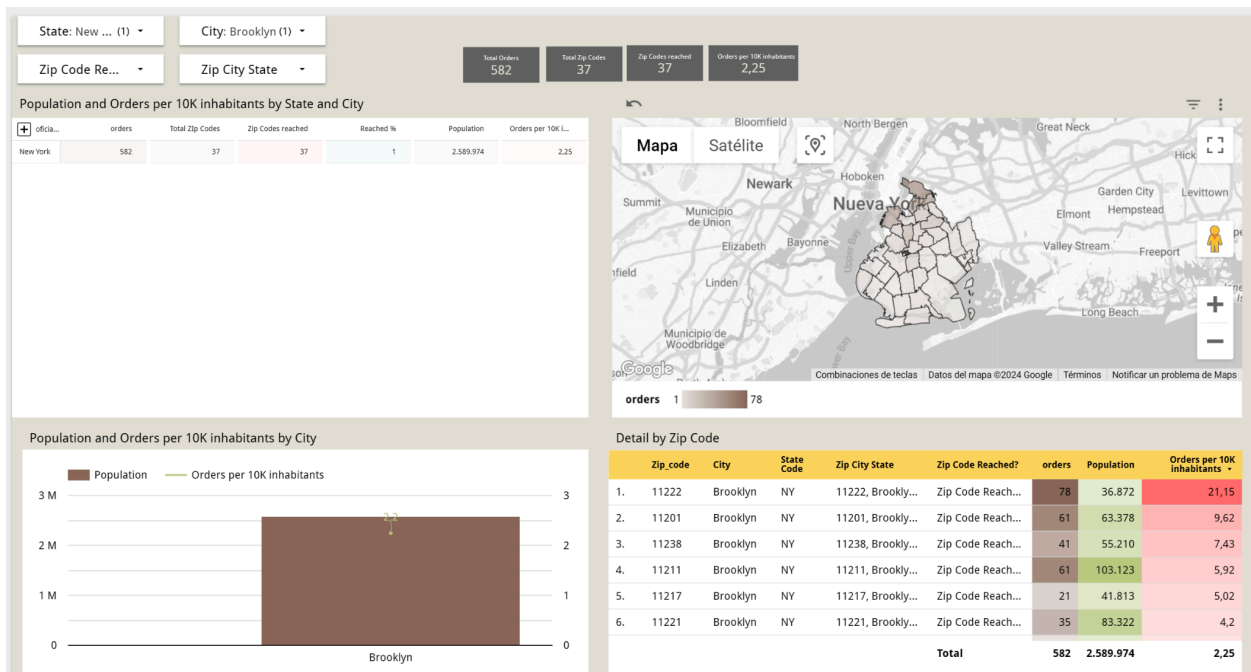 State: New ... (1)
City: Brooklyn (1)
Zip Code Re...
Zip City State
Total Orders
582
Total Zip Codes
37
Zip Codes reached
37
Orders per 10K inhabitants
2,25
Population and Orders per 10K inhabitants by State and City
oficia... orders Total ZIp Codes Zip Codes reached Reached % Population Orders per 10K i...
New York 582 37 37 1 2.589.974 2,25
Mapa Satélite
Bloomfield
North Bergen
Great Neck
Hick
Hoboken
Newark
Garden City
Levittown
Summit
Nueva York
Municipio
de Union
Elmont
Hempstead
Elizabeth
Bayonne
Upper Bay
Valley Stream
Freeport
Linden
Long Beach
Municipio de
Woodbridge
Google
Combinaciones de teclas Datos del mapa ©2024 Google Términos Notificar un problema de Maps
orders 1 78
Population and Orders per 10K inhabitants by City
Population Orders per 10K inhabitants
3 M 3
2,2
2 M 2
1 M 1
0 0
Brooklyn
Detail by Zip Code
Zip_code City State Code Zip City State Zip Code Reached? orders Population Orders per 10K inhabitants
1. 11222 Brooklyn NY 11222, Brookly... Zip Code Reach... 78 36.872 21,15
2. 11201 Brooklyn NY 11201, Brookly... Zip Code Reach... 61 63.378 9,62
3. 11238 Brooklyn NY 11238, Brookly... Zip Code Reach... 41 55.210 7,43
4. 11211 Brooklyn NY 11211, Brookly... Zip Code Reach... 61 103.123 5,92
5. 11217 Brooklyn NY 11217, Brookly... Zip Code Reach... 21 41.813 5,02
6. 11221 Brooklyn NY 11221, Brookly... Zip Code Reach... 35 83.322 4,2
Total 582 2.589.974 2,25